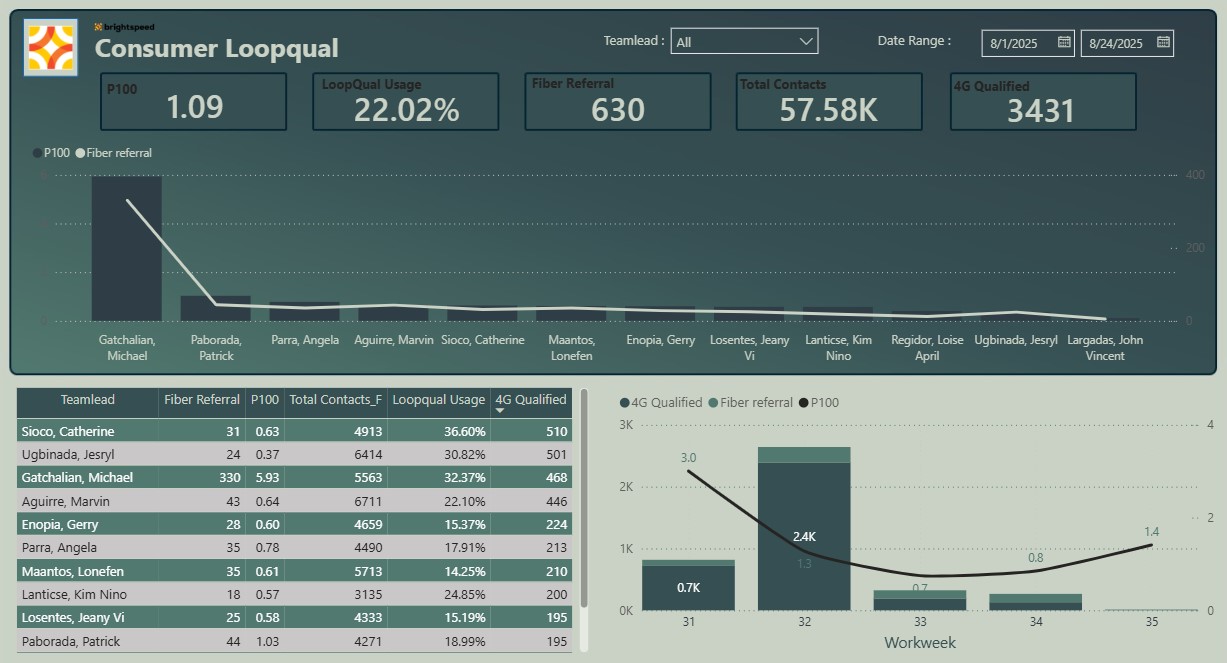 brightspeed
Consumer Loopqual
Teamlead :
All
Date Range :
8/1/2025
8/24/2025
P100
1.09
LoopQual Usage
22.02%
Fiber Referral
630
Total Contacts
57.58K
4G Qualified
3431
P100 Fiber referral
400
200
0
Gatchalian, Michael
Paborada, Patrick
Parra, Angela
Aguirre, Marvin
Sioco, Catherine
Maantos, Lonefen
Enopia, Gerry
Losentes, Jeany Vi
Lanticse, Kim Nino
Regidor, Loise April
Ugbinada, Jesryl
Largadas, John Vincent
Teamlead Fiber Referral P100 Total Contacts_F Loopqual Usage 4G Qualified
Sioco, Catherine 31 0.63 4913 36.60% 510
Ugbinada, Jesryl 24 0.37 6414 30.82% 501
Gatchalian, Michael 330 5.93 5563 32.37% 468
Aguirre, Marvin 43 0.64 6711 22.10% 446
Enopia, Gerry 28 0.60 4659 15.37% 224
Parra, Angela 35 0.78 4490 17.91% 213
Maantos, Lonefen 35 0.61 5713 14.25% 210
Lanticse, Kim Nino 18 0.57 3135 24.85% 200
Losentes, Jeany Vi 25 0.58 4333 15.19% 195
Paborada, Patrick 44 1.03 4271 18.99% 195
4G Qualified Fiber referral P100
3K
2K
1K
0K
4
2
0
3.0
2.4K
1.3
0.7K
0.7
0.8
1.4
31 32 33 34 35
Workweek